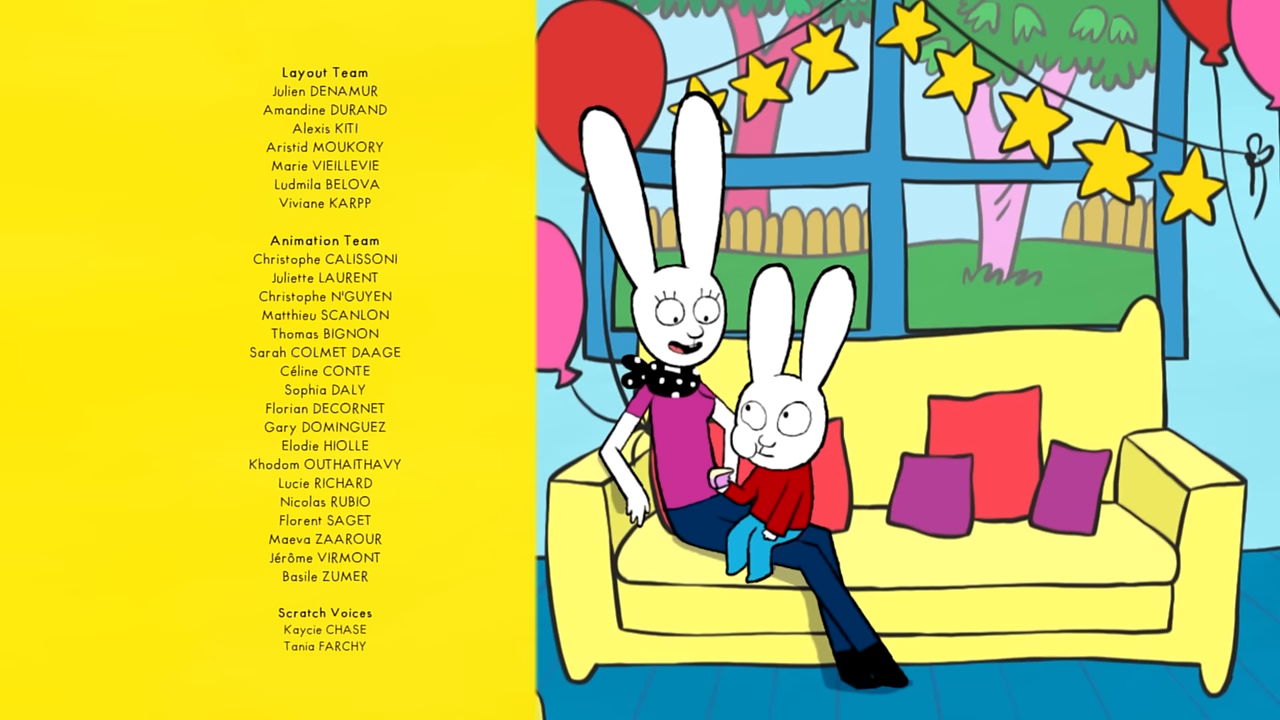 Layout Team
Julien DENAMUR
Amandine DURAND
Alexis KITI
Aristid MOUKORY
Marie VIEILLEVIE
Ludmila BELOVA
Viviane KARPP
Animation Team
Christophe CALISSONI
Juliette LAURENT
Christophe N'GUYEN
Matthieu SCANLON
Thomas BIGNON
Sarah COLMET DAAGE
Céline CONTE
Sophia DALY
Florian DECORNET
Gary DOMINGUEZ
Elodie HIOLLE
Khodom OUTHAITHAVY
Lucie RICHARD
Nicolas RUBIO
Florent SAGET
Maeva ZAAROUR
Jérôme VIRMONT
Basile ZUMER
Scratch Voices
Kaycie CHASE
Tania FARCHY